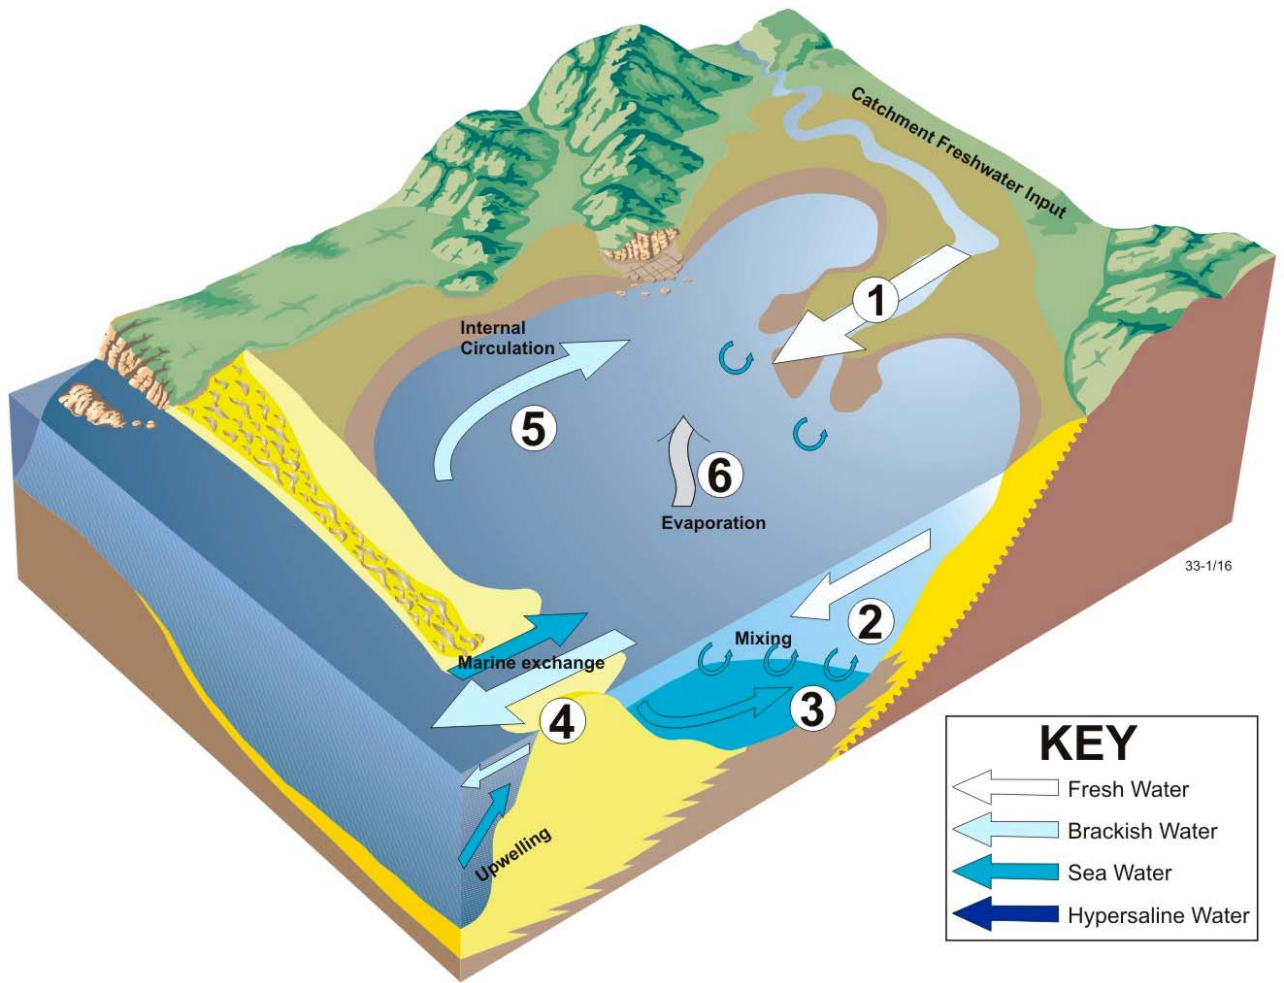 Catchment Freshwater Input
1
Internal
Circulation
5
6
Evaporation
33-1/16
2
Mixing
Marine exchange
3
4
Upwelling
KEY
Fresh Water
Brackish Water
Sea Water
Hypersaline Water